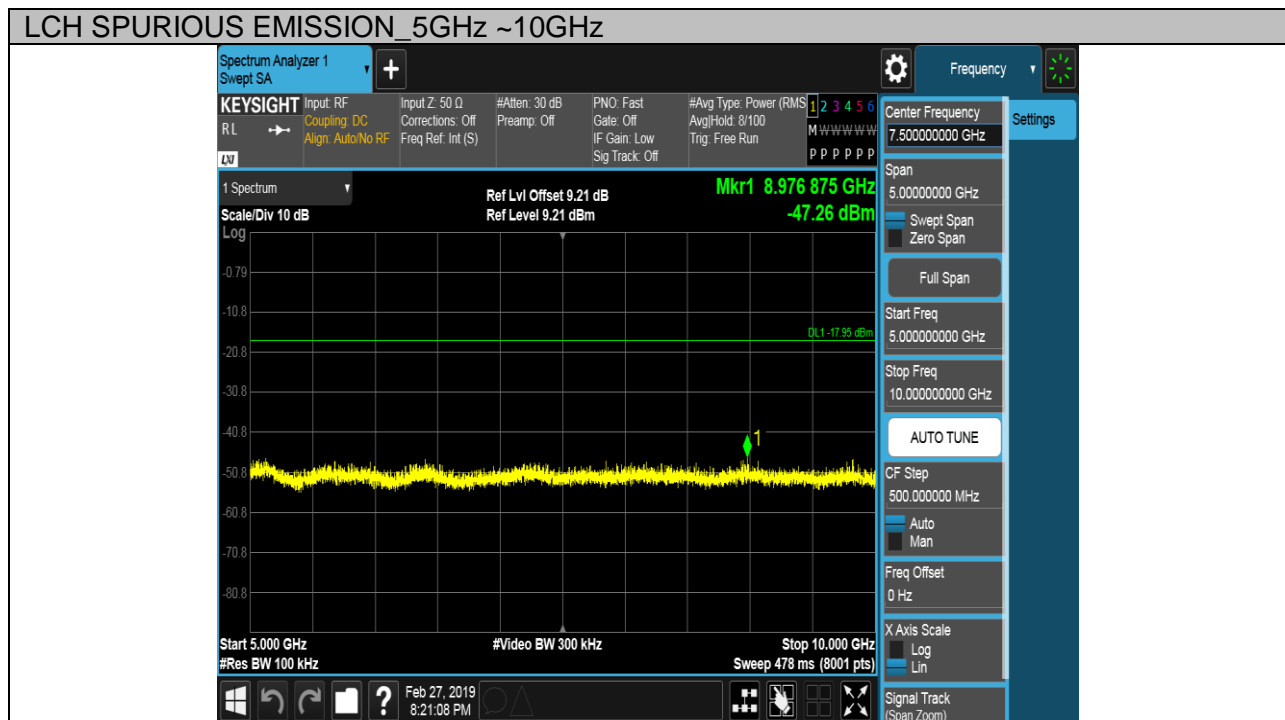 LCH SPURIOUS EMISSION_5GHz ~10GHz
Spectrum Analyzer 1
Swept SA
+
Frequency
KEYSIGHT
RL
LXI
Input: RF
Coupling: DC
Align: Auto/No RF
Input Z: 50 Ω
Corrections: Off
Freq Ref: Int (S)
#Atten: 30 dB
Preamp: Off
PNO: Fast
Gate: Off
IF Gain: Low
Sig Track: Off
#Avg Type: Power (RMS
Avg|Hold: 8/100
Trig: Free Run
1 2 3 4 5 6
M W W W W W
P P P P P P
1 Spectrum
Scale/Div 10 dB
Ref Lvl Offset 9.21 dB
Ref Level 9.21 dBm
Mkr1 8.976 875 GHz
-47.26 dBm
Log
-0.79
-10.8
DL1 -17.95 dBm
-20.8
-30.8
-40.8
1
-50.8
-60.8
-70.8
-80.8
Start 5.000 GHz
#Res BW 100 kHz
#Video BW 300 kHz
Stop 10.000 GHz
Sweep 478 ms (8001 pts)
?
Feb 27, 2019
8:21:08 PM
Center Frequency
7.500000000 GHz
Settings
Span
5.00000000 GHz
Swept Span
Zero Span
Full Span
Start Freq
5.000000000 GHz
Stop Freq
10.000000000 GHz
AUTO TUNE
CF Step
500.000000 MHz
Auto
Man
Freq Offset
0 Hz
X Axis Scale
Log
Lin
Signal Track
(Span Zoom)